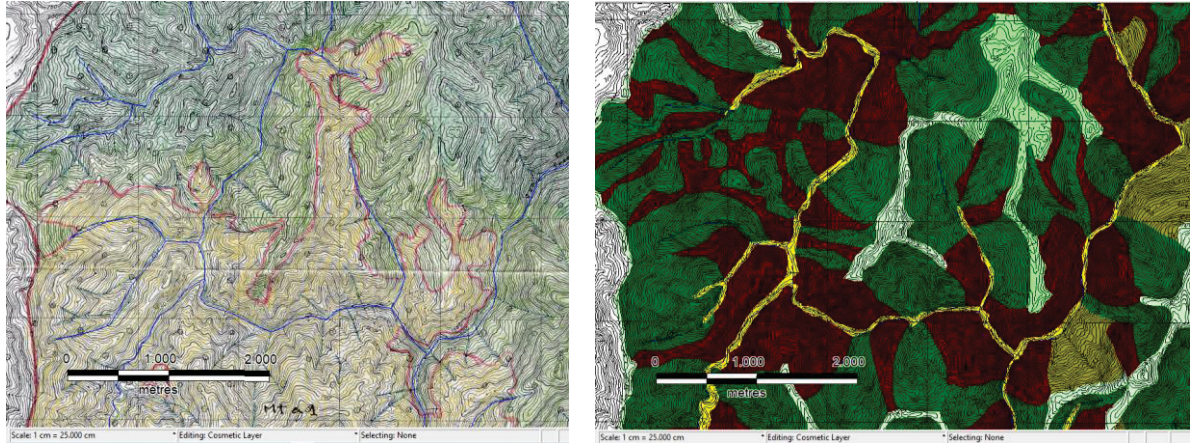 0 1.000 2.000
metres
MTa1
Scale: 1 cm = 25.000 cm
* Editing: Cosmetic Layer
* Selecting: None
0 1.000 2.000
metres
Scale: 1 cm = 25.000 cm
* Editing: Cosmetic Layer
* Selecting: None